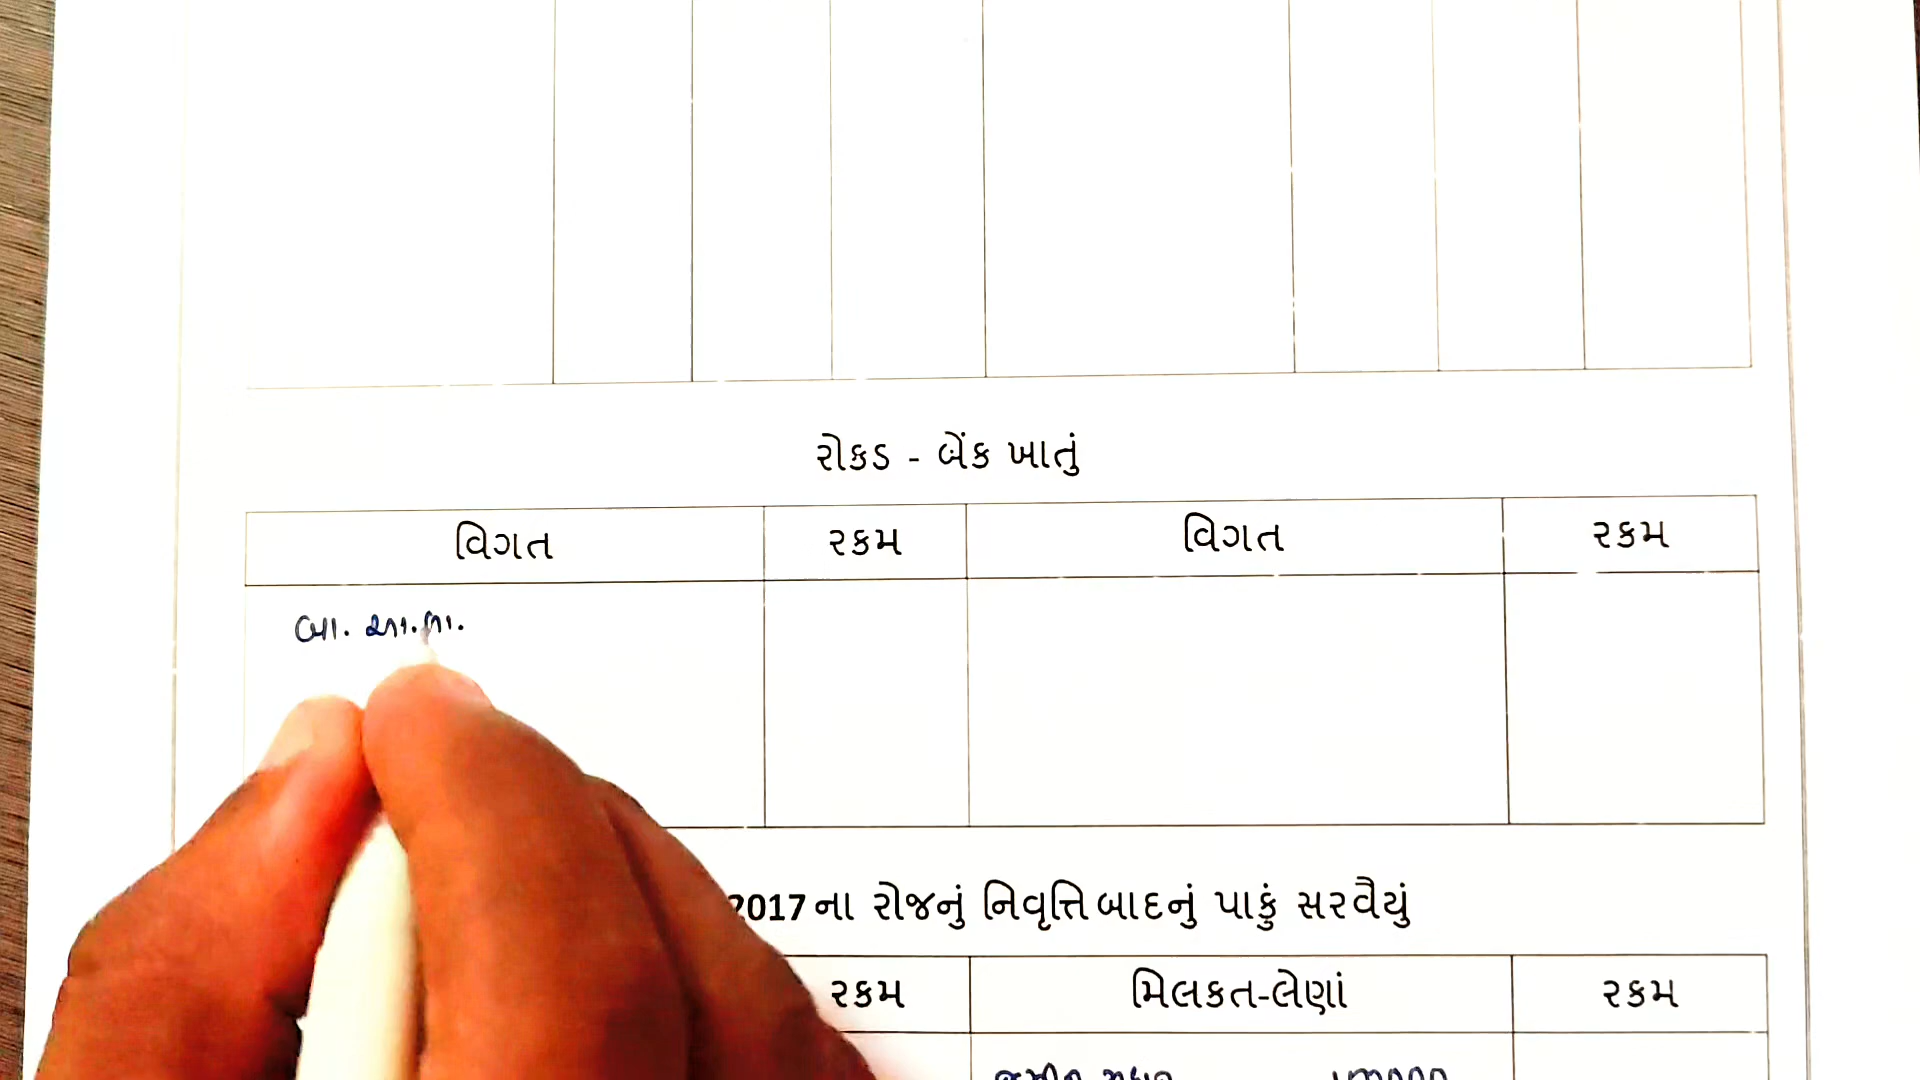 રોકડ - બેંક ખાતું
વિગત રકમ વિગત રકમ
બા. આ.લા.
2017 ના રોજનું નિવૃત્તિ બાદનું પાકું સરવૈયું
રકમ મિલકત-લેણાં રકમ